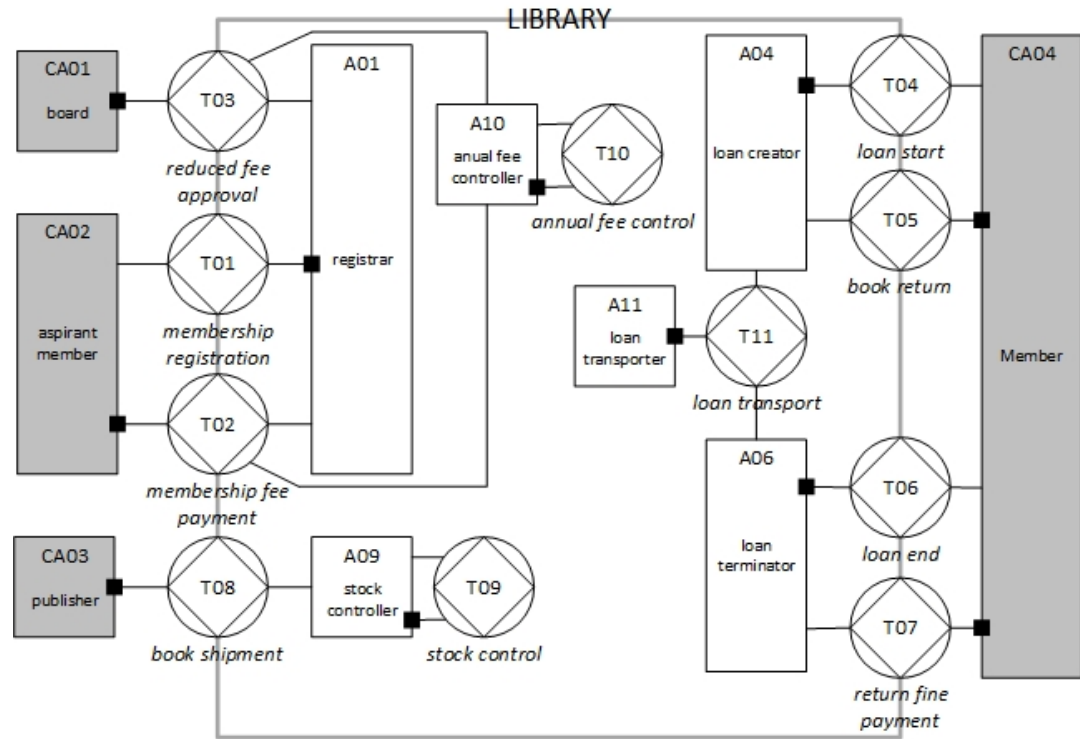 LIBRARY
CA01
board
T03
reduced fee
approval
A01
registrar
A10
anual fee
controller
T10
annual fee control
A04
loan creator
T04
loan start
CA04
Member
T05
book return
CA02
aspirant
member
T01
membership
registration
A11
loan
transporter
T11
loan transport
T02
membership fee
payment
A06
loan
terminator
T06
loan end
CA03
publisher
T08
book shipment
A09
stock
controller
T09
stock control
T07
return fine
payment